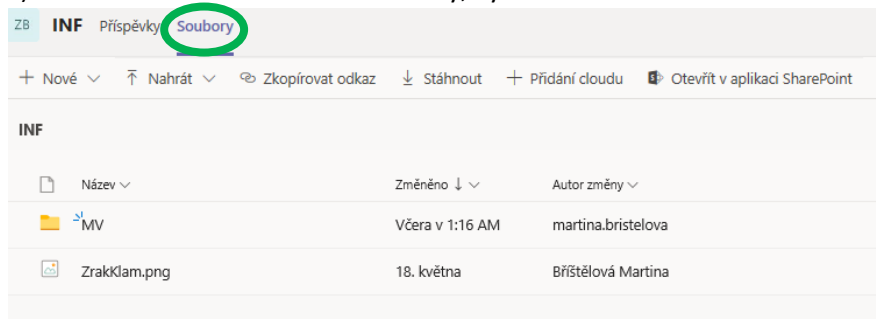 ZB INF Příspěvky Soubory
+ Nové Nahrát Zkopírovat odkaz Stáhnout + Přidání cloudu Otevřít v aplikaci SharePoint
INF
Název Změněno ↓ Autor změny
MV Včera v 1:16 AM martina.bristelova
ZrakKlam.png 18. května Bříštělová Martina